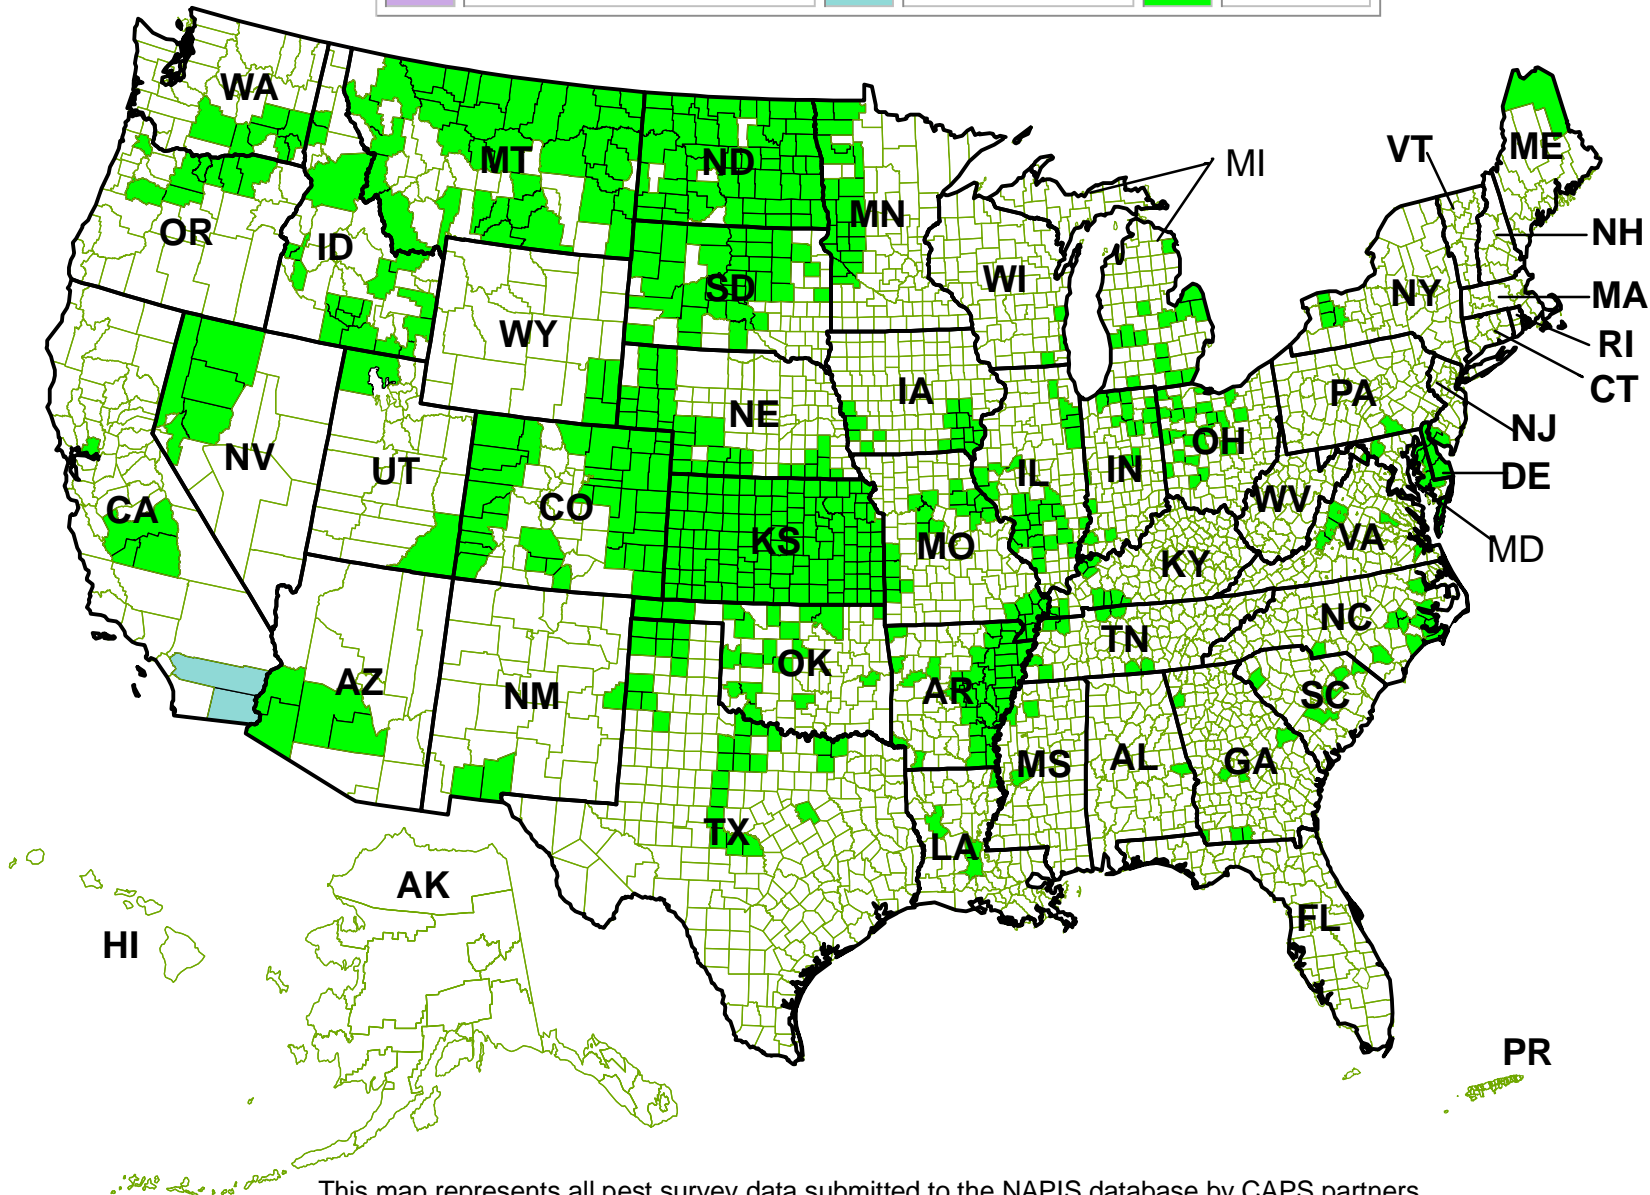 WA
MT
ND
MN
MI
VT
ME
OR
ID
SD
WI
NH
NY
MA
WY
RI
IA
PA
CT
NE
NJ
NV
UT
CO
IL
IN
OH
DE
CA
KS
MO
WV
VA
MD
KY
NC
TN
OK
AZ
NM
AR
SC
MS
AL
GA
TX
LA
AK
FL
HI
PR
This map represents all pest survey data submitted to the NAPIS database by CAPS partners